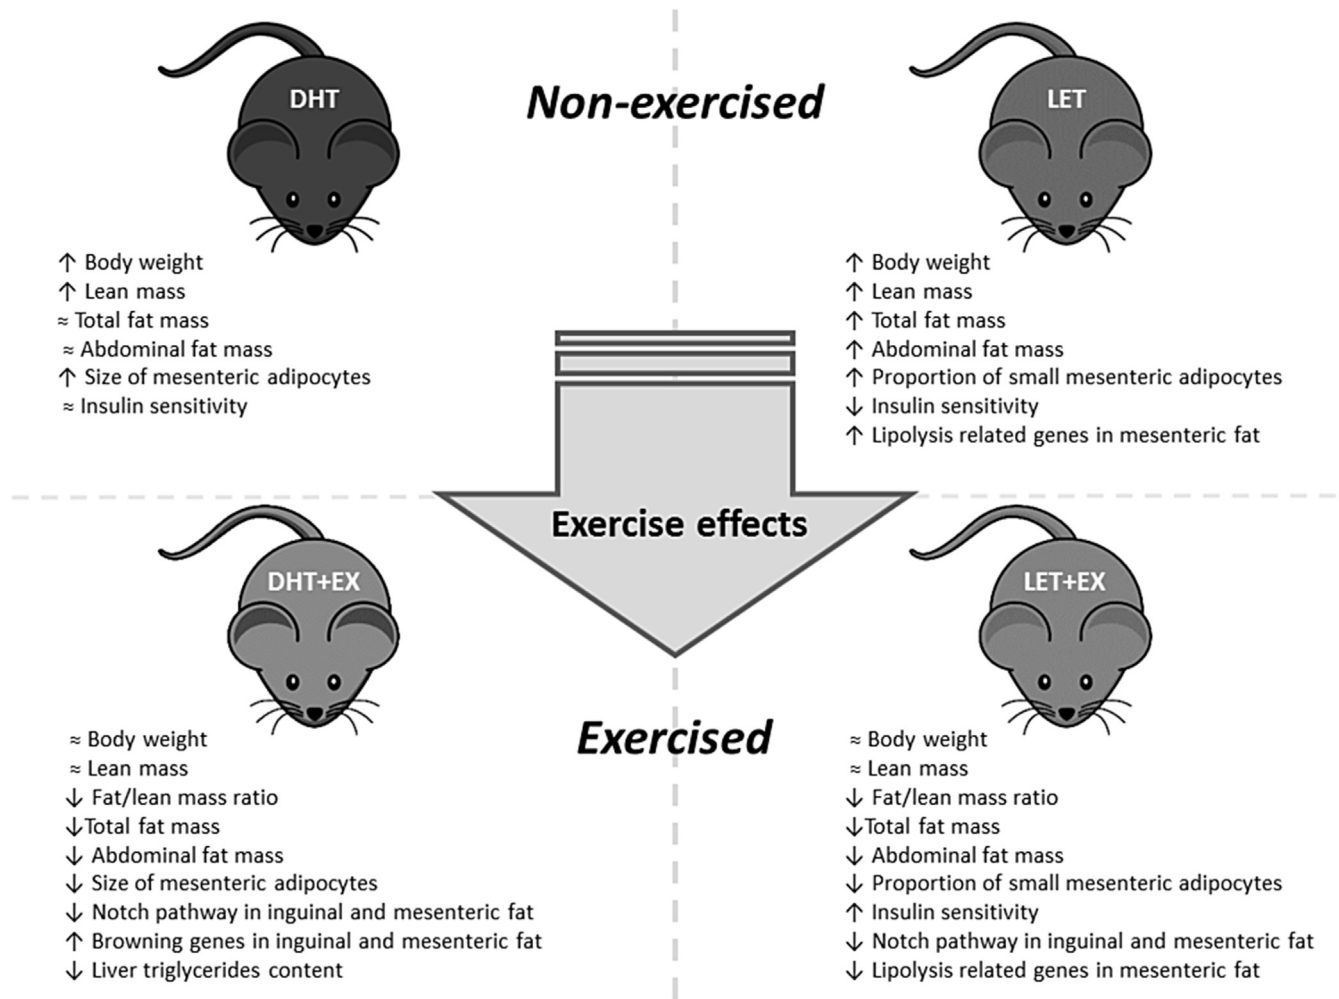 DHT
Non-exercised
LET
↑ Body weight
↑ Lean mass
≈ Total fat mass
≈ Abdominal fat mass
↑ Size of mesenteric adipocytes
≈ Insulin sensitivity
↑ Body weight
↑ Lean mass
↑ Total fat mass
↑ Abdominal fat mass
↑ Proportion of small mesenteric adipocytes
↓ Insulin sensitivity
↑ Lipolysis related genes in mesenteric fat
Exercise effects
DHT+EX
LET+EX
Exercised
≈ Body weight
≈ Lean mass
↓ Fat/lean mass ratio
↓Total fat mass
↓ Abdominal fat mass
↓ Size of mesenteric adipocytes
↓ Notch pathway in inguinal and mesenteric fat
↑ Browning genes in inguinal and mesenteric fat
↓ Liver triglycerides content
≈ Body weight
≈ Lean mass
↓ Fat/lean mass ratio
↓Total fat mass
↓ Abdominal fat mass
↓ Proportion of small mesenteric adipocytes
↑ Insulin sensitivity
↓ Notch pathway in inguinal and mesenteric fat
↓ Lipolysis related genes in mesenteric fat